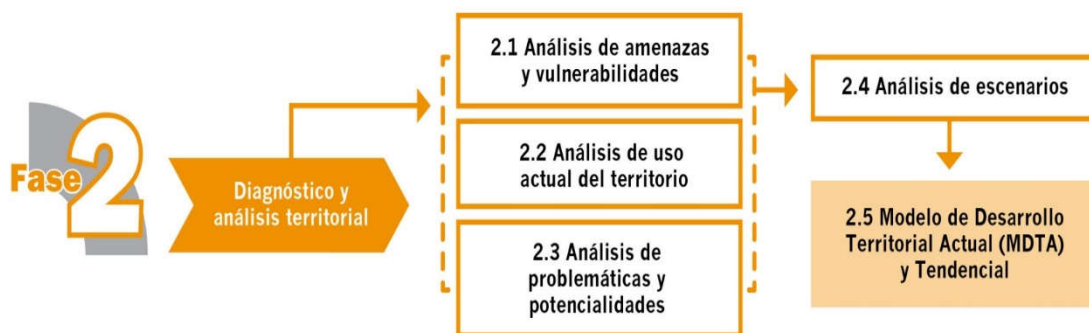 Fase 2
Diagnóstico y
análisis territorial
2.1 Análisis de amenazas
y vulnerabilidades
2.2 Análisis de uso
actual del territorio
2.3 Análisis de
problemáticas y
potencialidades
2.4 Análisis de escenarios
2.5 Modelo de Desarrollo
Territorial Actual (MDTA)
y Tendencial